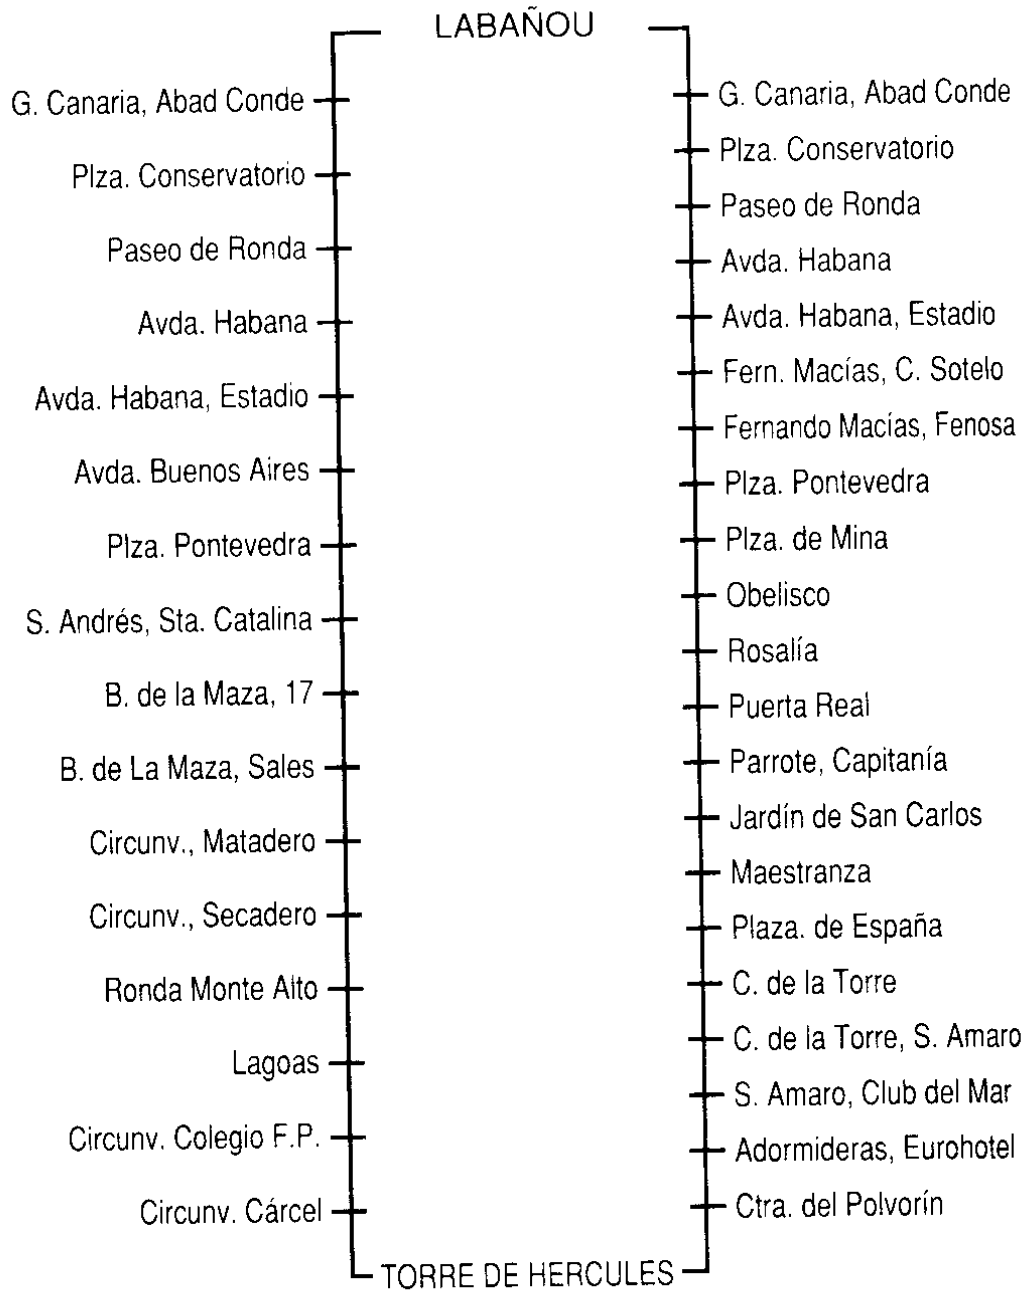 LABAÑOU
G. Canaria, Abad Conde
Plza. Conservatorio
Paseo de Ronda
Avda. Habana
Avda. Habana, Estadio
Avda. Buenos Aires
Plza. Pontevedra
S. Andrés, Sta. Catalina
B. de la Maza, 17
B. de La Maza, Sales
Circunv., Matadero
Circunv., Secadero
Ronda Monte Alto
Lagoas
Circunv. Colegio F.P.
Circunv. Cárcel
G. Canaria, Abad Conde
Plza. Conservatorio
Paseo de Ronda
Avda. Habana
Avda. Habana, Estadio
Fern. Macías, C. Sotelo
Fernando Macías, Fenosa
Plza. Pontevedra
Plza. de Mina
Obelisco
Rosalía
Puerta Real
Parrote, Capitanía
Jardín de San Carlos
Maestranza
Plaza. de España
C. de la Torre
C. de la Torre, S. Amaro
S. Amaro, Club del Mar
Adormideras, Eurohotel
Ctra. del Polvorín
TORRE DE HERCULES